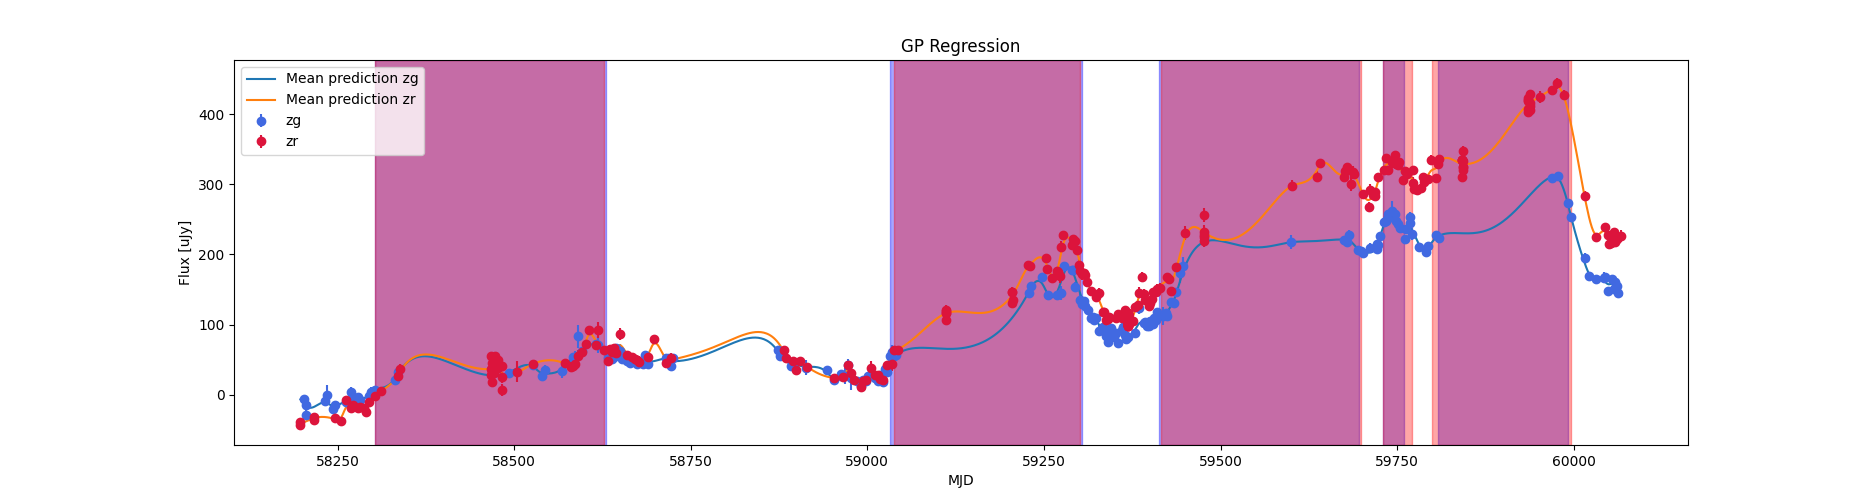 GP Regression
Mean prediction zg
Mean prediction zr
zg
zr
Flux [uJy]
400
300
200
100
0
58250 58500 58750 59000 59250 59500 59750 60000
MJD